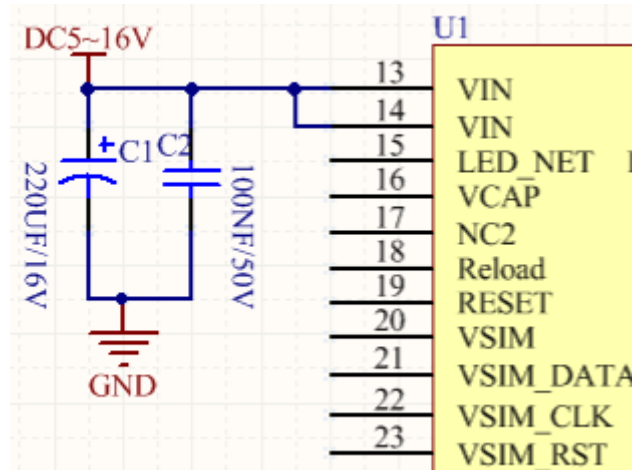 U1
DC5~16V
13 VIN
14 VIN
15 LED_NET
16 VCAP
17 NC2
18 Reload
19 RESET
20 VSIM
21 VSIM_DATA
22 VSIM_CLK
23 VSIM_RST
+ C1 C2
220UF/16V
100NF/50V
GND